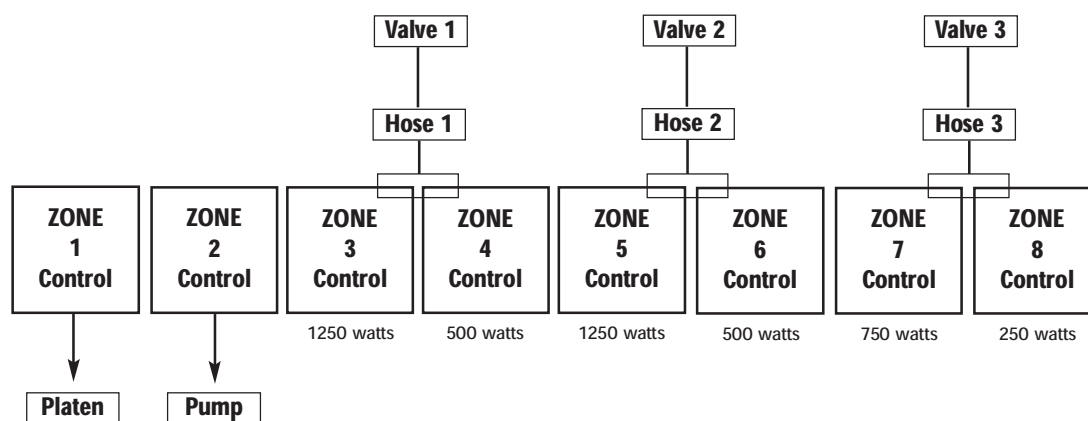 Valve 1 Valve 2 Valve 3
Hose 1 Hose 2 Hose 3
ZONE 1 Control
ZONE 2 Control
ZONE 3 Control
ZONE 4 Control
ZONE 5 Control
ZONE 6 Control
ZONE 7 Control
ZONE 8 Control
1250 watts 500 watts 1250 watts 500 watts 750 watts 250 watts
Platen Pump